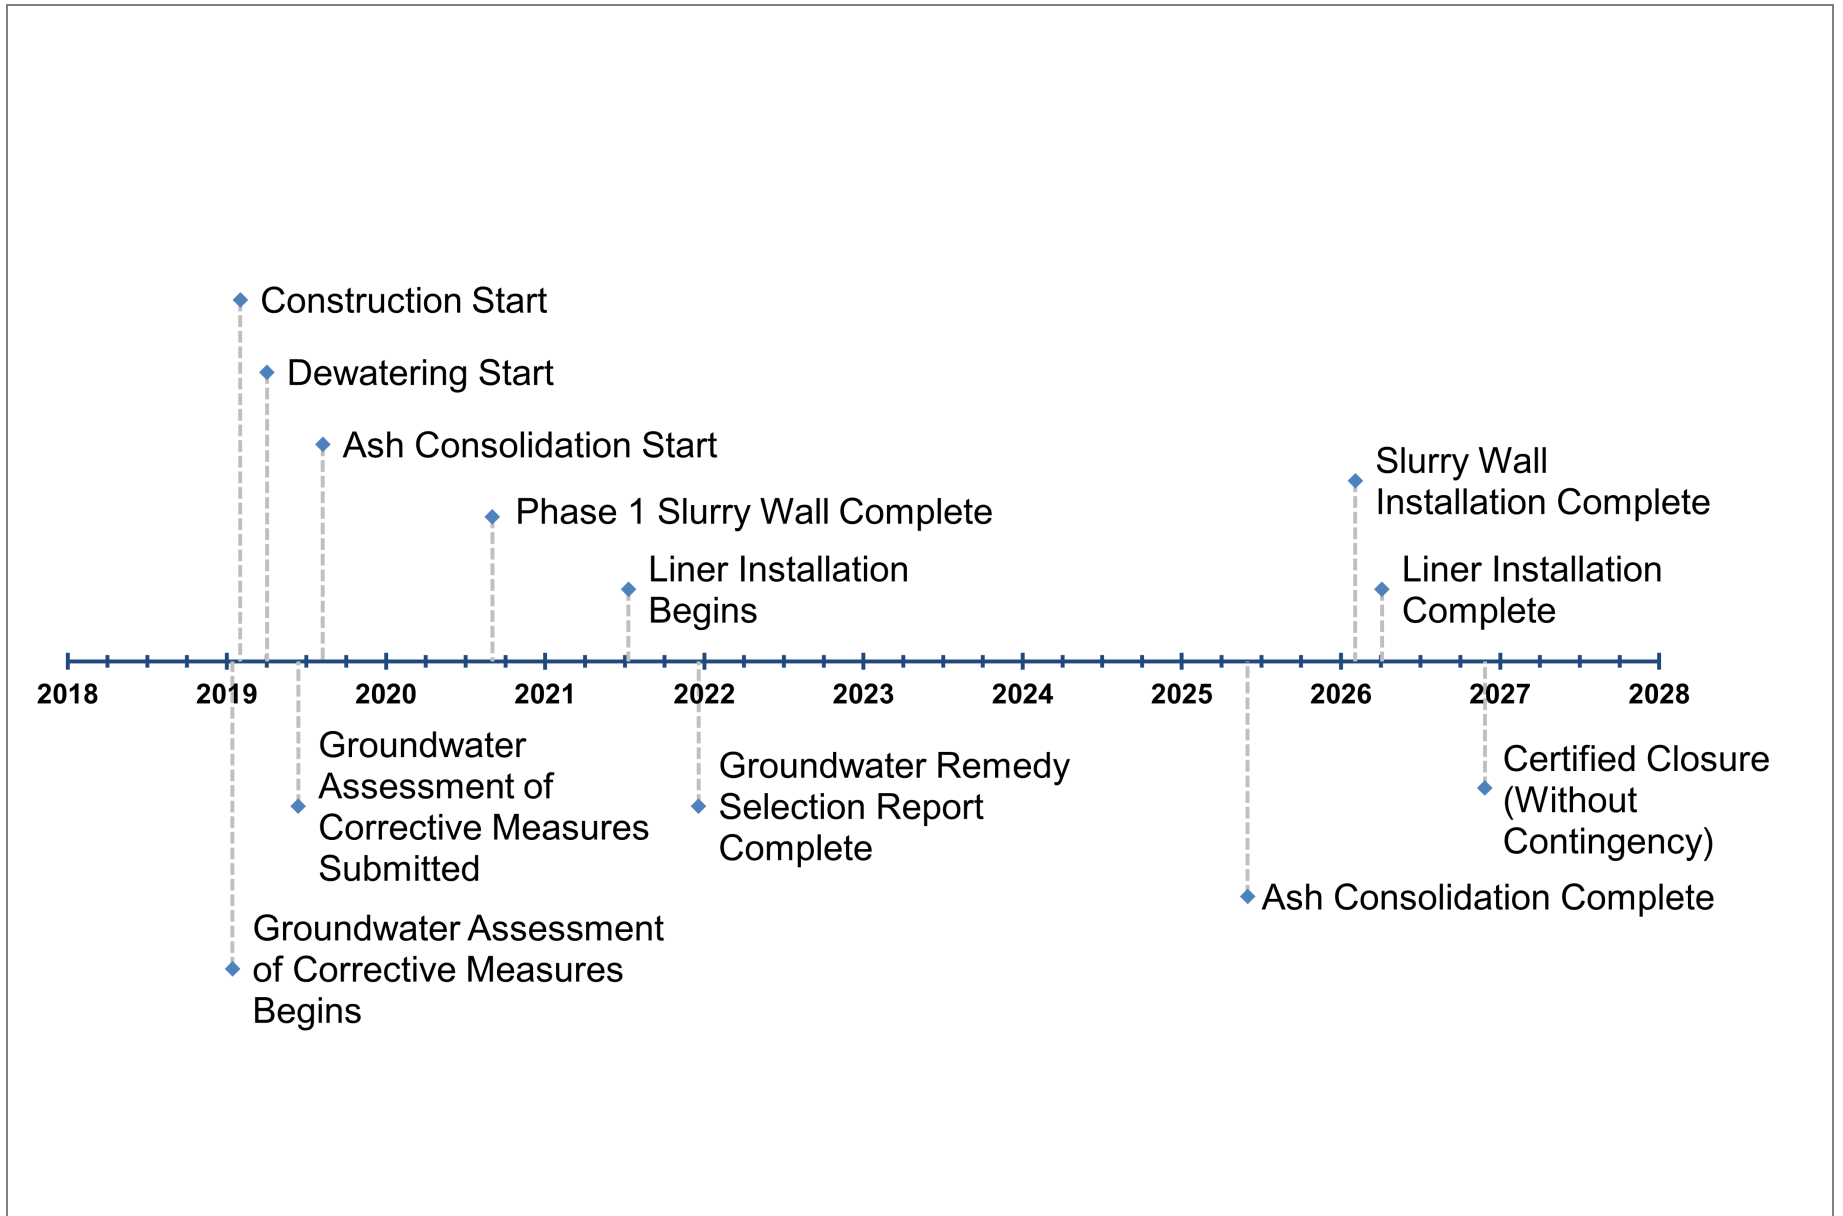 Construction Start
Dewatering Start
Ash Consolidation Start
Phase 1 Slurry Wall Complete
Liner Installation
Begins
Slurry Wall
Installation Complete
Liner Installation
Complete
2018 2019 2020 2021 2022 2023 2024 2025 2026 2027 2028
Groundwater
Assessment of
Corrective Measures
Submitted
Groundwater Assessment
of Corrective Measures
Begins
Groundwater Remedy
Selection Report
Complete
Certified Closure
(Without
Contingency)
Ash Consolidation Complete